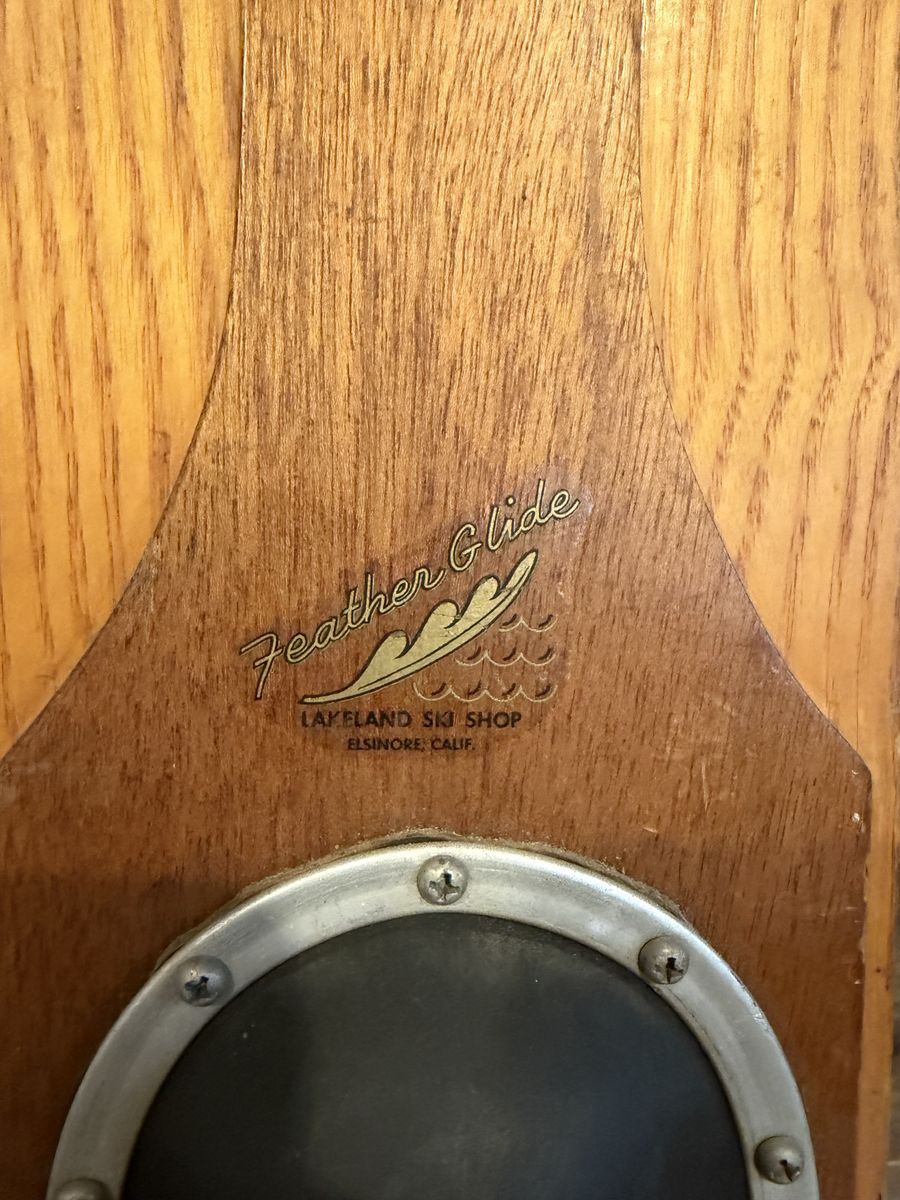 Feather Glide
LAKELAND SKI SHOP
ELSINORE, CALIF.